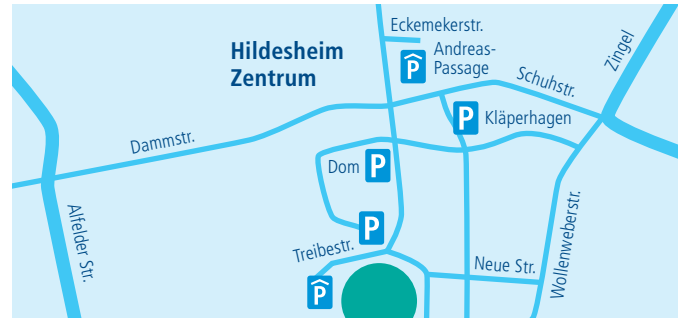 Eckemekerstr.
Hildesheim
Zentrum
P
Andreas-
Passage
Zingel
Schuhstr.
P
Kläperhagen
Dammstr.
Dom
P
P
Alfelder Str.
Treibestr.
P
Neue Str.
Wollenweberstr.